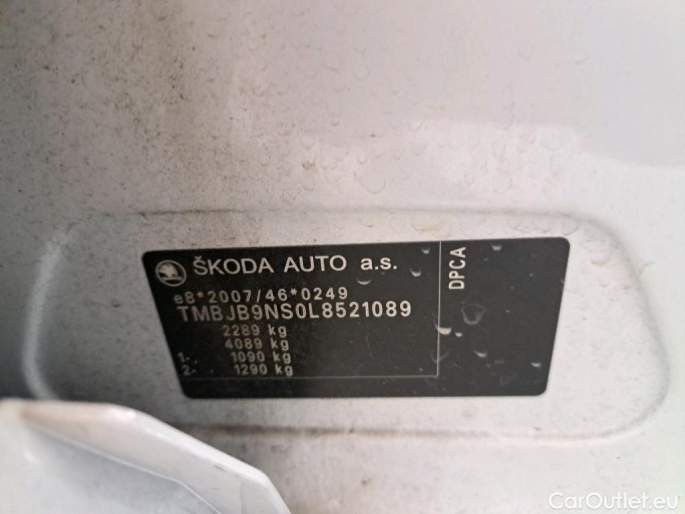 ŠKODA AUTO a.s.
e8*2007/46*0249
TMBJB9NS0L8521089
2289 kg
4089 kg
1. 1090 kg
2. 1290 kg
DPCA
CarOutlet.eu